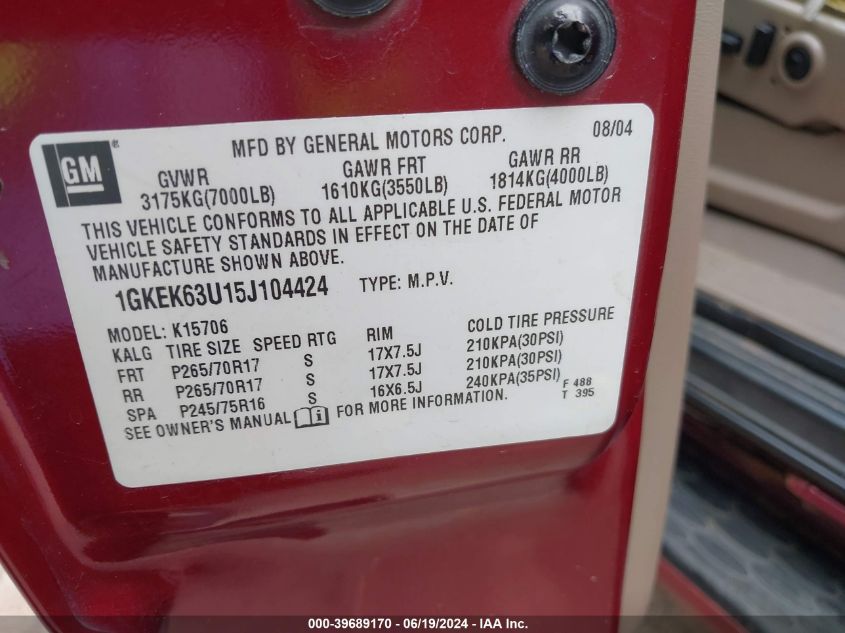 GM ® MFD BY GENERAL MOTORS CORP. 08/04
GVWR GAWR FRT GAWR RR
3175KG(7000LB) 1610KG(3550LB) 1814KG(4000LB)
THIS VEHICLE CONFORMS TO ALL APPLICABLE U.S. FEDERAL MOTOR
VEHICLE SAFETY STANDARDS IN EFFECT ON THE DATE OF
MANUFACTURE SHOWN ABOVE.
1GKEK63U15J104424 TYPE: M.P.V.
MODEL: K15706
KALG TIRE SIZE SPEED RTG RIM COLD TIRE PRESSURE
FRT P265/70R17 S 17X7.5J 210KPA(30PSI)
RR P265/70R17 S 17X7.5J 210KPA(30PSI)
SPA P245/75R16 S 16X6.5J 240KPA(35PSI) F 488
T 395
SEE OWNER'S MANUAL i FOR MORE INFORMATION.
000-39689170 - 06/19/2024 - IAA Inc.